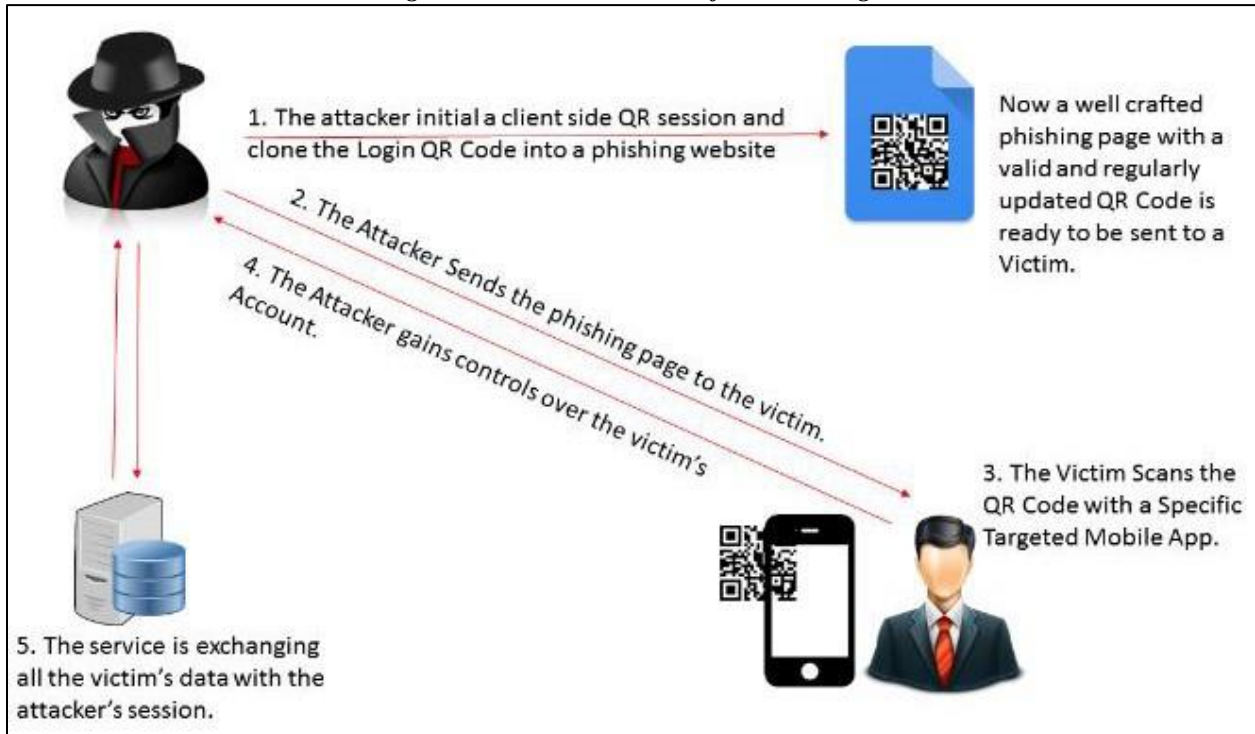 1. The attacker initial a client side QR session and
clone the Login QR Code into a phishing website
Now a well crafted
phishing page with a
valid and regularly
updated QR Code is
ready to be sent to a
Victim.
2. The Attacker Sends the phishing page to the victim.
4. The Attacker gains controls over the victim's
Account.
3. The Victim Scans the
QR Code with a Specific
Targeted Mobile App.
5. The service is exchanging
all the victim's data with the
attacker's session.